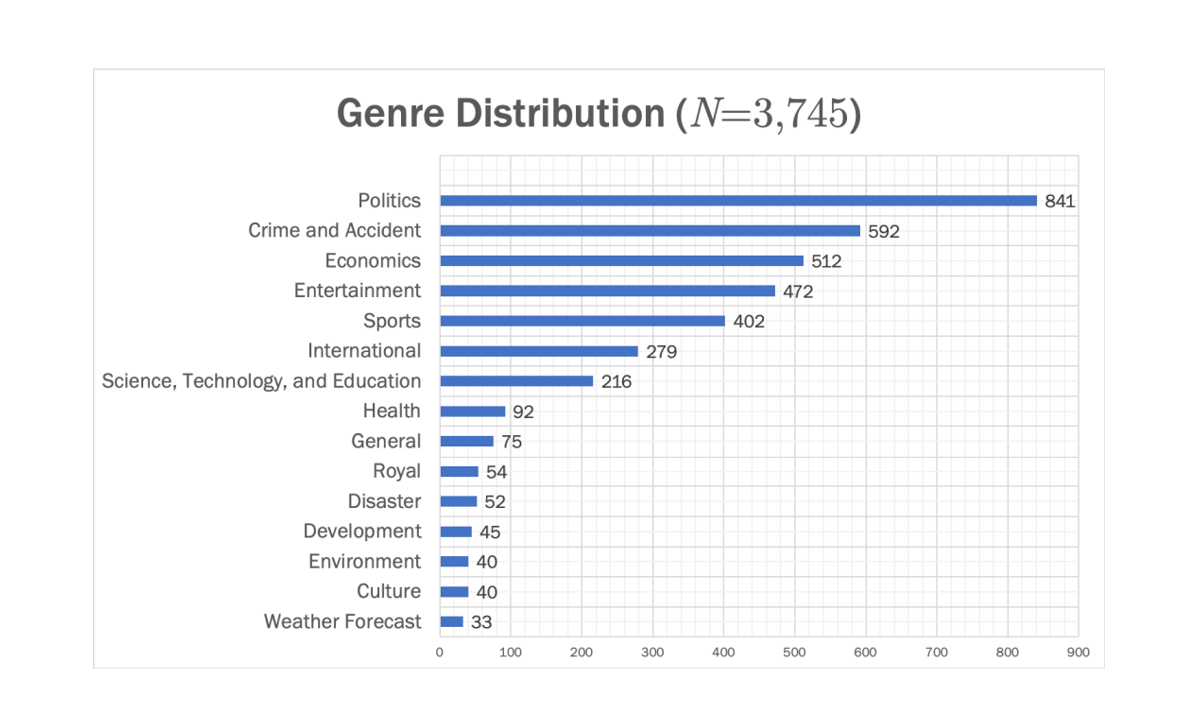 Genre Distribution (N=3,745)
Politics 841
Crime and Accident 592
Economics 512
Entertainment 472
Sports 402
International 279
Science, Technology, and Education 216
Health 92
General 75
Royal 54
Disaster 52
Development 45
Environment 40
Culture 40
Weather Forecast 33
0 100 200 300 400 500 600 700 800 900